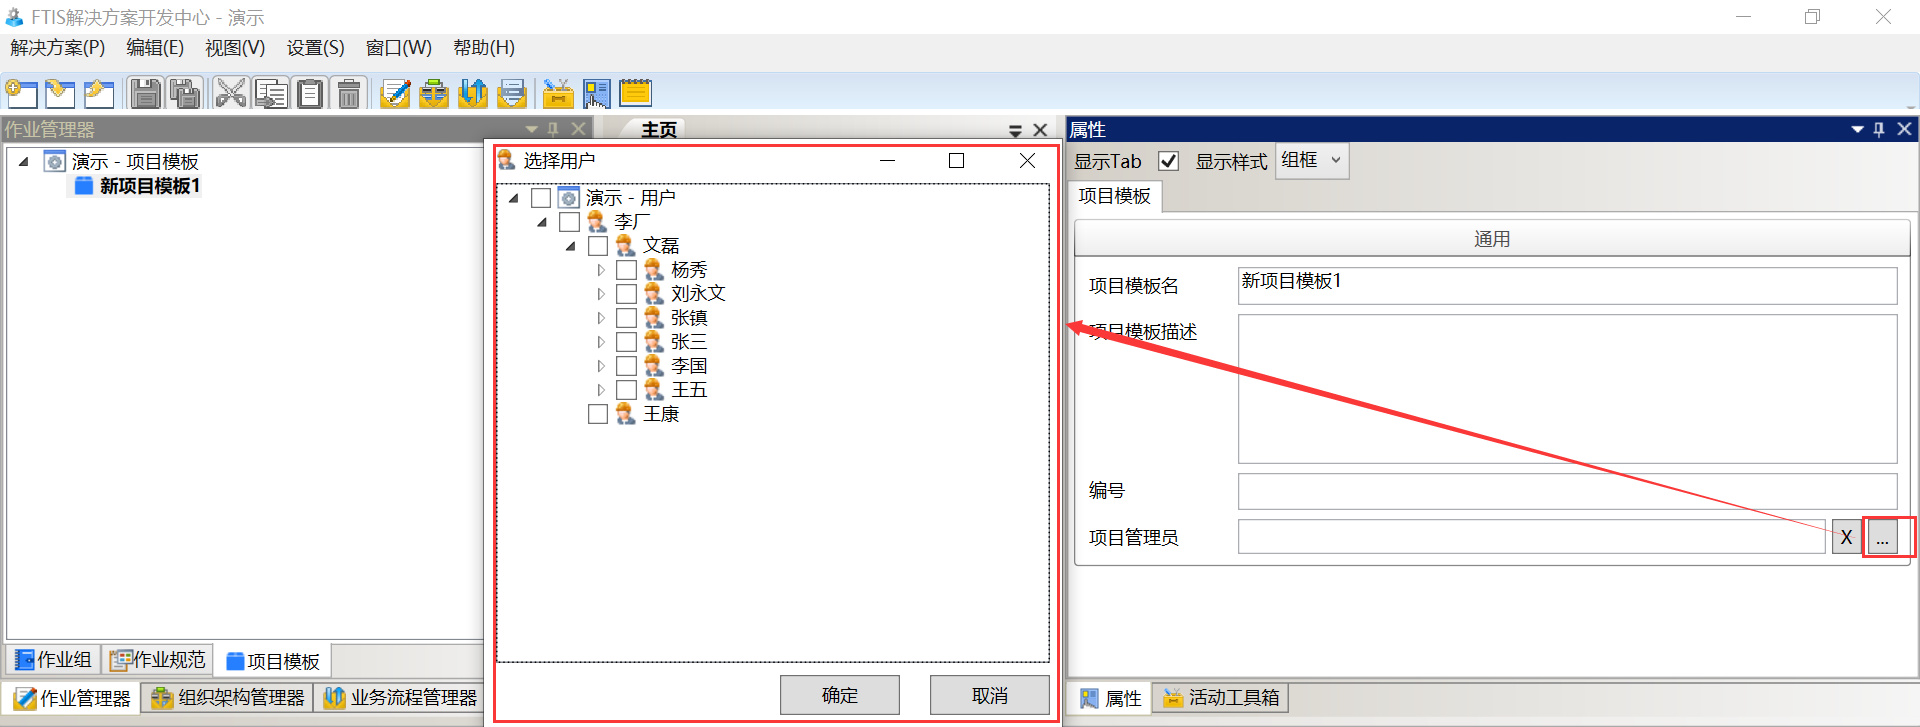 FTIS解决方案开发中心 - 演示
解决方案(P) 编辑(E) 视图(V) 设置(S) 窗口(W) 帮助(H)
作业管理器
演示 - 项目模板
新项目模板1
作业组 作业规范 项目模板
作业管理器 组织架构管理器 业务流程管理器
主页
选择用户
演示 - 用户
李厂
文磊
杨秀
刘永文
张镇
张三
李国
王五
王康
确定 取消
属性
显示Tab 显示样式 组框
项目模板
通用
项目模板名 新项目模板1
项目模板描述
编号
项目管理员 X ...
属性 活动工具箱